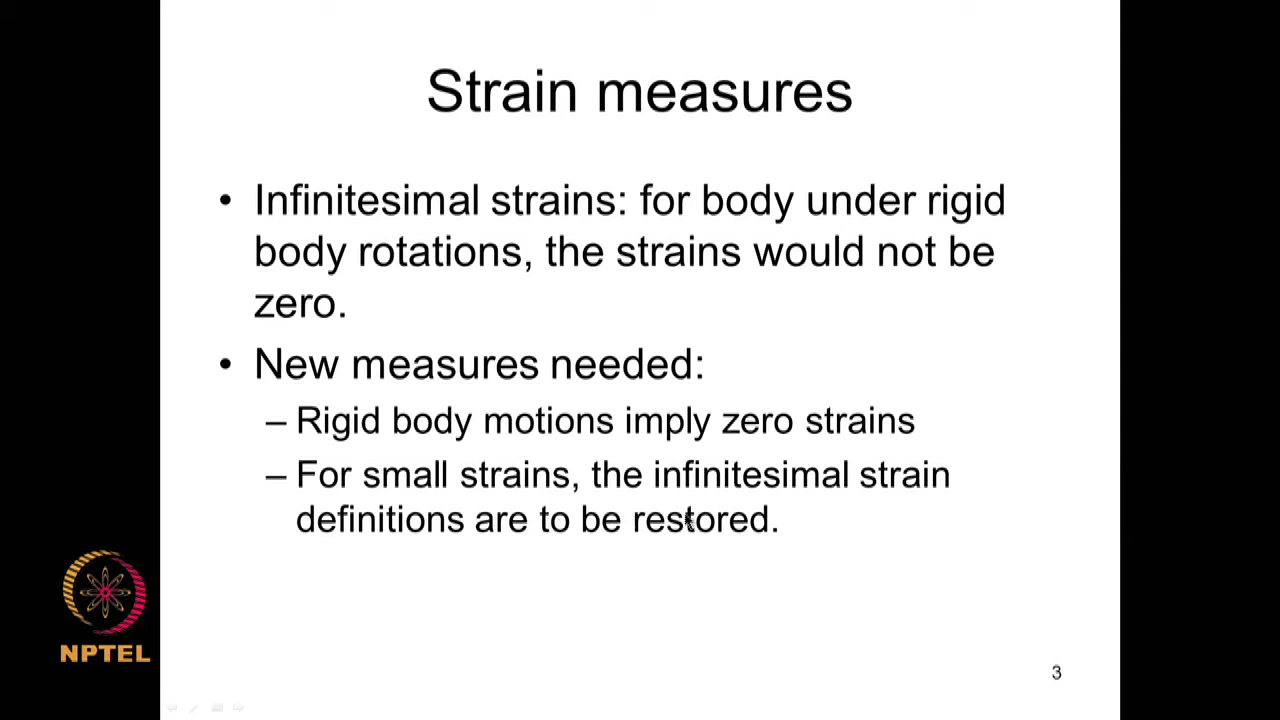 Strain measures
• Infinitesimal strains: for body under rigid
body rotations, the strains would not be
zero.
• New measures needed:
– Rigid body motions imply zero strains
– For small strains, the infinitesimal strain
definitions are to be restored.
NPTEL
3